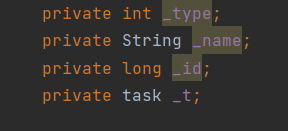 private int _type;
private String _name;
private long _id;
private task _t;